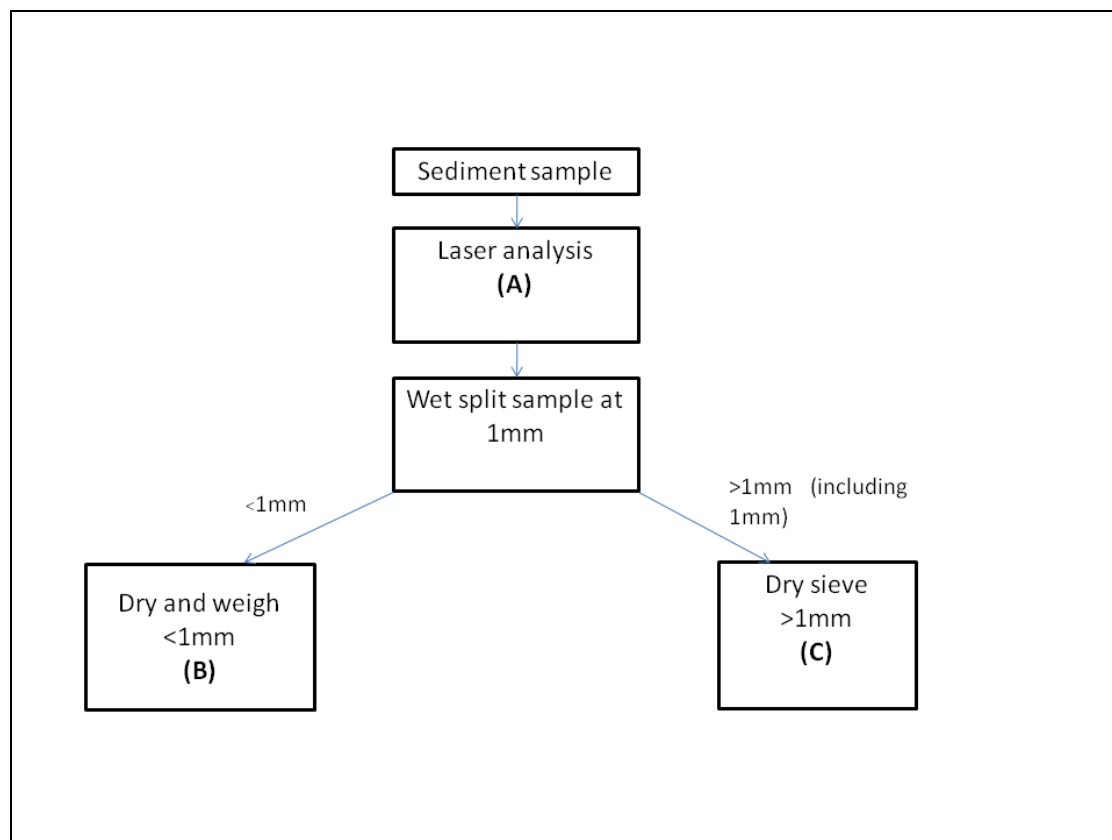 Sediment sample
Laser analysis
(A)
Wet split sample at
1mm
<1mm
>1mm (including
1mm)
Dry and weigh
<1mm
(B)
Dry sieve
>1mm
(C)